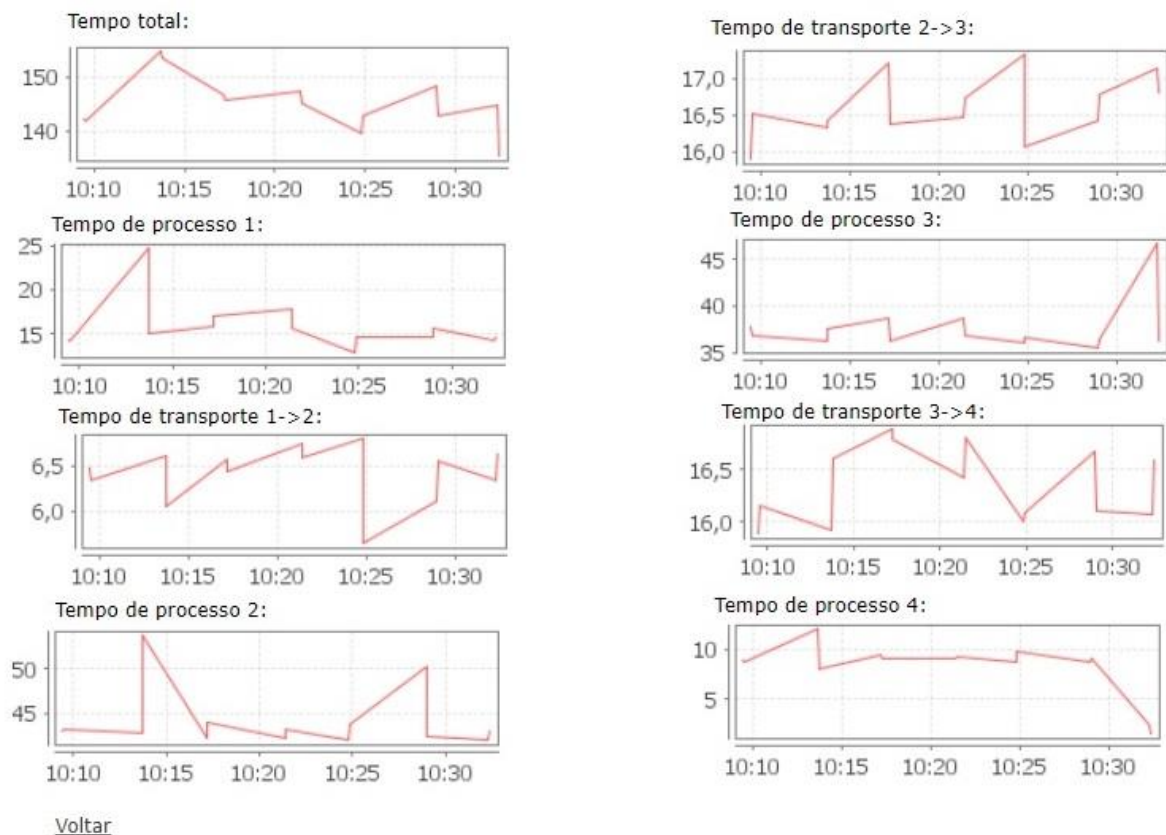 Tempo total:
150
140
10:10 10:15 10:20 10:25 10:30
Tempo de processo 1:
25
20
15
10:10 10:15 10:20 10:25 10:30
Tempo de transporte 1->2:
6,5
6,0
10:10 10:15 10:20 10:25 10:30
Tempo de processo 2:
50
45
10:10 10:15 10:20 10:25 10:30
Voltar
Tempo de transporte 2->3:
17,0
16,5
16,0
10:10 10:15 10:20 10:25 10:30
Tempo de processo 3:
45
40
35
10:10 10:15 10:20 10:25 10:30
Tempo de transporte 3->4:
16,5
16,0
10:10 10:15 10:20 10:25 10:30
Tempo de processo 4:
10
5
10:10 10:15 10:20 10:25 10:30